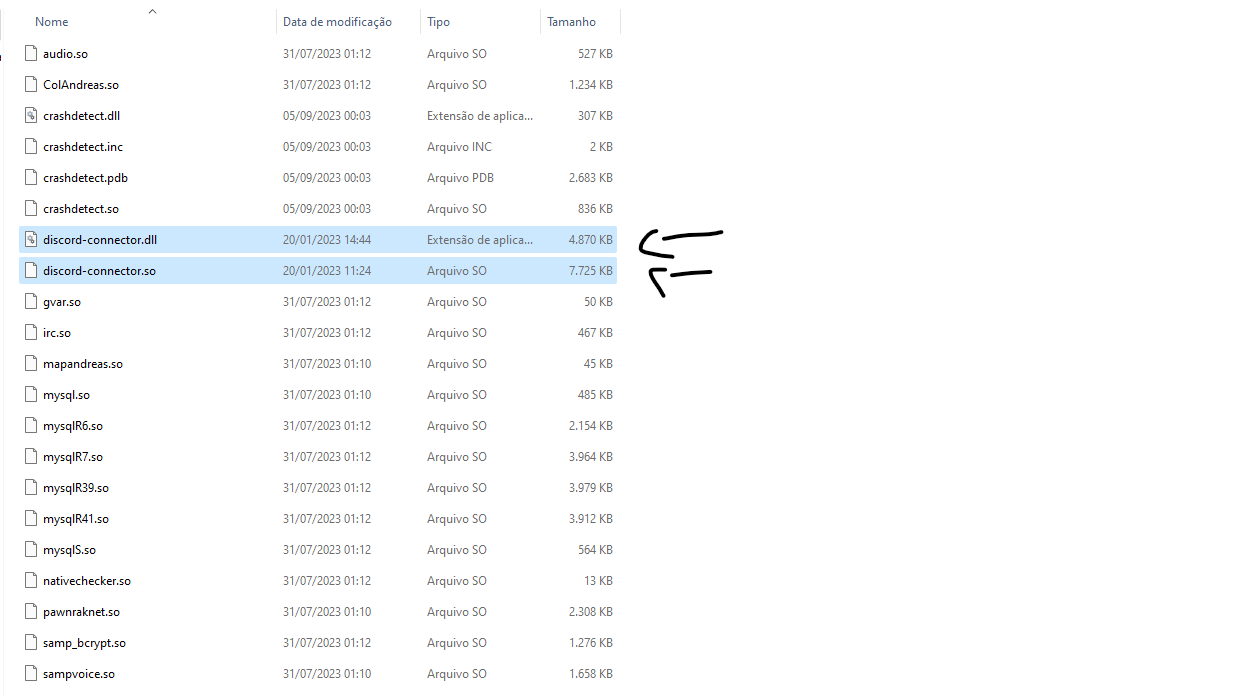 Nome Data de modificação Tipo Tamanho
audio.so 31/07/2023 01:12 Arquivo SO 527 KB
ColAndreas.so 31/07/2023 01:12 Arquivo SO 1.234 KB
crashdetect.dll 05/09/2023 00:03 Extensão de aplica... 307 KB
crashdetect.inc 05/09/2023 00:03 Arquivo INC 2 KB
crashdetect.pdb 05/09/2023 00:03 Arquivo PDB 2.683 KB
crashdetect.so 05/09/2023 00:03 Arquivo SO 836 KB
discord-connector.dll 20/01/2023 14:44 Extensão de aplica... 4.870 KB
discord-connector.so 20/01/2023 11:24 Arquivo SO 7.725 KB
gvar.so 31/07/2023 01:12 Arquivo SO 50 KB
irc.so 31/07/2023 01:12 Arquivo SO 467 KB
mapandreas.so 31/07/2023 01:10 Arquivo SO 45 KB
mysql.so 31/07/2023 01:10 Arquivo SO 485 KB
mysqlR6.so 31/07/2023 01:12 Arquivo SO 2.154 KB
mysqlR7.so 31/07/2023 01:12 Arquivo SO 3.964 KB
mysqlR39.so 31/07/2023 01:12 Arquivo SO 3.979 KB
mysqlR41.so 31/07/2023 01:12 Arquivo SO 3.912 KB
mysqlS.so 31/07/2023 01:12 Arquivo SO 564 KB
nativechecker.so 31/07/2023 01:12 Arquivo SO 13 KB
pawnraknet.so 31/07/2023 01:10 Arquivo SO 2.308 KB
samp_bcrypt.so 31/07/2023 01:12 Arquivo SO 1.276 KB
sampvoice.so 31/07/2023 01:10 Arquivo SO 1.658 KB